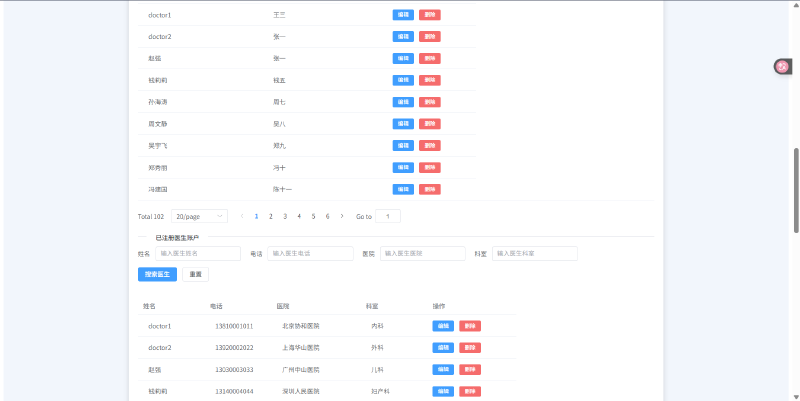 doctor1 王三 编辑 删除
doctor2 张一 编辑 删除
赵强 张一 编辑 删除
钱莉莉 钱五 编辑 删除
孙海涛 周七 编辑 删除
周文静 吴八 编辑 删除
吴宇飞 郑九 编辑 删除
郑秀丽 冯十 编辑 删除
冯建国 陈十一 编辑 删除
Total 102 20/page 1 2 3 4 5 6 Go to 1
已注册医生账户
姓名 输入医生姓名 电话 输入医生电话 医院 输入医生医院 科室 输入医生科室
搜索医生 重置
姓名 电话 医院 科室 操作
doctor1 13810001011 北京协和医院 内科 编辑 删除
doctor2 13920002022 上海华山医院 外科 编辑 删除
赵强 13030003033 广州中山医院 儿科 编辑 删除
钱莉莉 13140004044 深圳人民医院 妇产科 编辑 删除